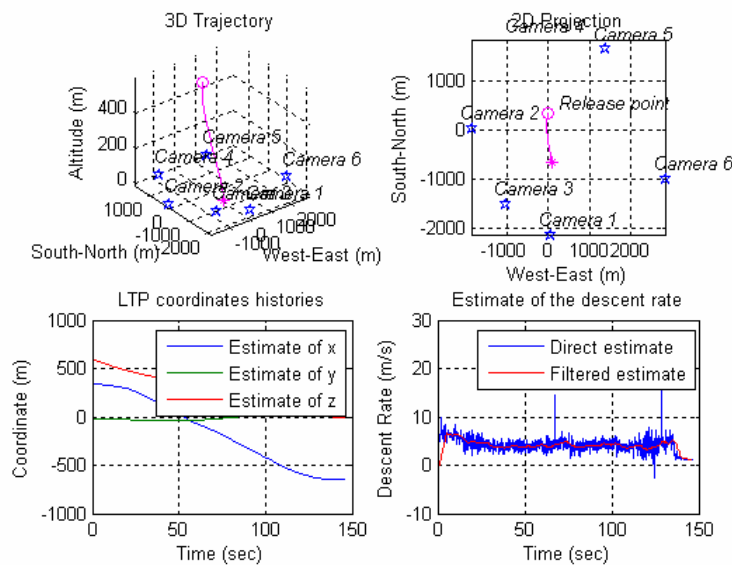 3D Trajectory
Altitude (m)
400
200
0
Camera 5
Camera 4
Camera 6
Camera 1
1000
0
-1000
-2000
South-North (m)
-1000
0
1000
2000
West-East (m)
2D Projection
Camera 4
Camera 5
Camera 2
Release point
Camera 6
Camera 3
Camera 1
South-North (m)
1000
0
-1000
-2000
-1000
0
1000
2000
West-East (m)
LTP coordinates histories
Coordinate (m)
1000
500
0
-500
-1000
Estimate of x
Estimate of y
Estimate of z
0
50
100
150
Time (sec)
Estimate of the descent rate
Descent Rate (m/s)
30
20
10
0
-10
Direct estimate
Filtered estimate
0
50
100
150
Time (sec)